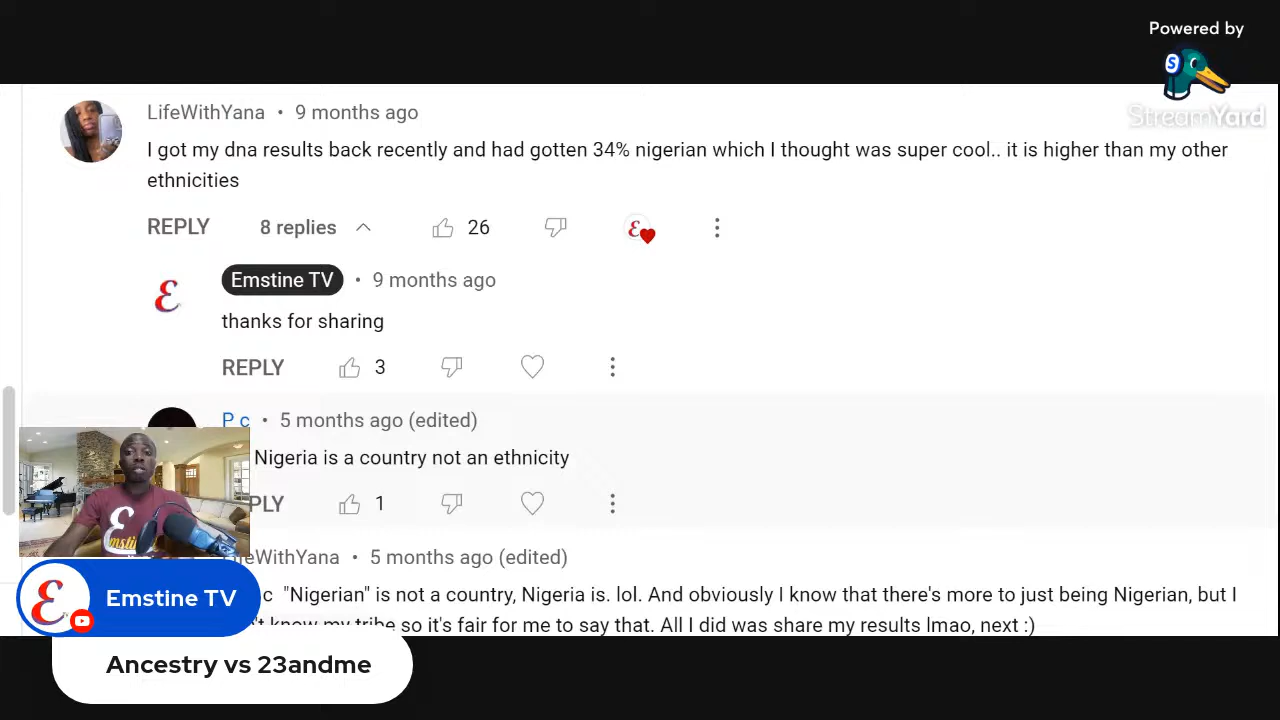 Powered by
StreamYard
LifeWithYana • 9 months ago
I got my dna results back recently and had gotten 34% nigerian which I thought was super cool.. it is higher than my other
ethnicities
REPLY 8 replies 26
Emstine TV • 9 months ago
thanks for sharing
REPLY 3
P c • 5 months ago (edited)
Nigeria is a country not an ethnicity
PLY 1
feWithYana • 5 months ago (edited)
c "Nigerian" is not a country, Nigeria is. lol. And obviously I know that there's more to just being Nigerian, but I
't know my tribe so it's fair for me to say that. All I did was share my results lmao, next :)
Emstine TV
Ancestry vs 23andme